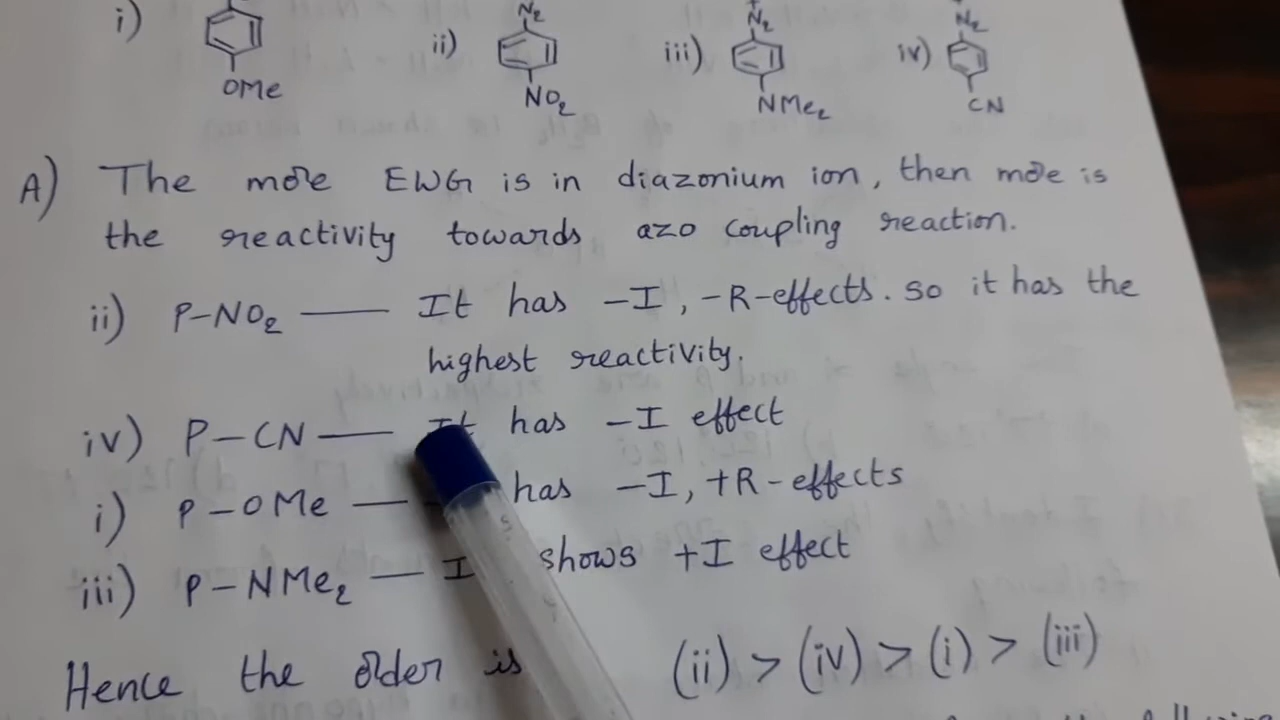 i) ii) iii) iv)
N2 +N2 +N2
OMe NO2 NMe2 CN
A) The more EWG is in diazonium ion, then more is
the reactivity towards azo coupling reaction.
ii) P-NO2 — It has -I, -R-effects. so it has the
highest reactivity.
iv) P-CN — It has -I effect
i) P-OMe — has -I, +R-effects
iii) P-NMe2 — shows +I effect
Hence the order is (ii) > (iv) > (i) > (iii)